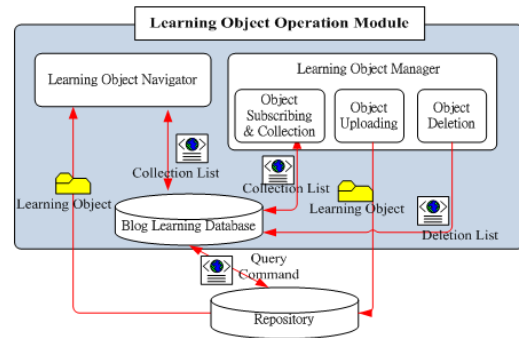 Learning Object Operation Module
Learning Object Navigator
Learning Object Manager
Object
Subscribing
& Collection
Object
Uploading
Object
Deletion
Collection List
Collection List
Learning Object
Learning Object
Blog Learning Database
Deletion List
Query
Command
Repository